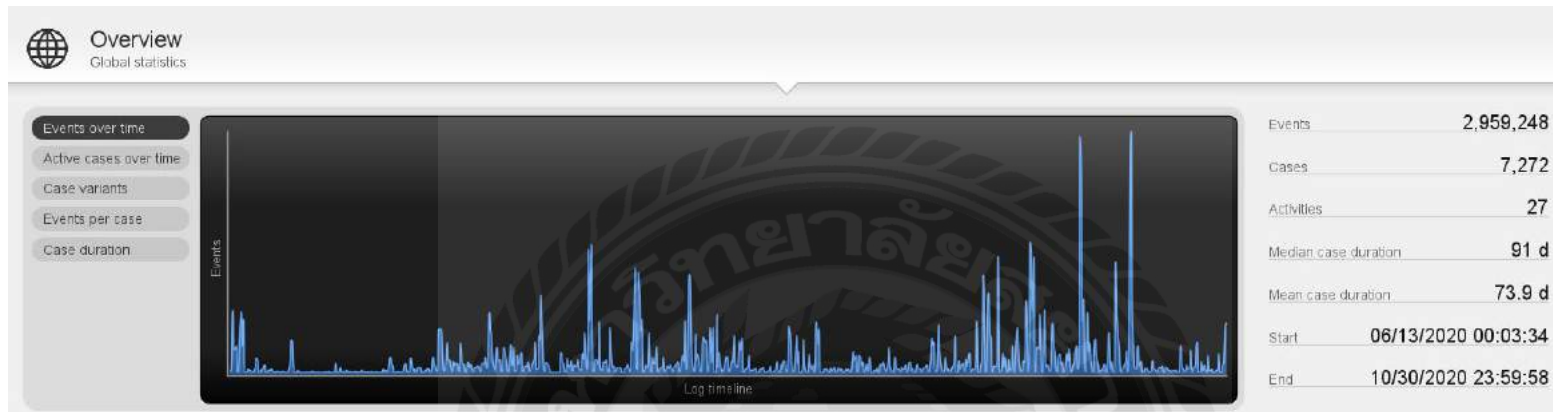 Overview
Global statistics
Events over time
Active cases over time
Case variants
Events per case
Case duration
Events
Log timeline
Events 2,959,248
Cases 7,272
Activities 27
Median case duration 91 d
Mean case duration 73.9 d
Start 06/13/2020 00:03:34
End 10/30/2020 23:59:58